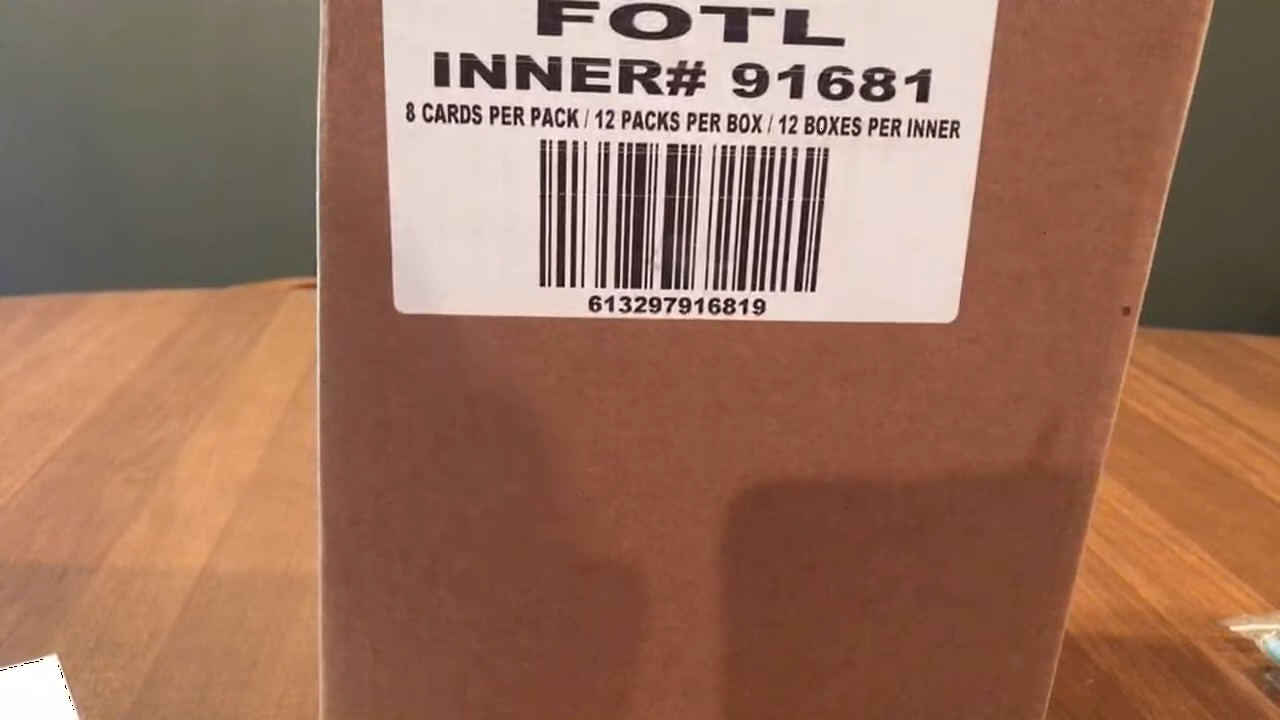 FOTL
INNER# 91681
8 CARDS PER PACK / 12 PACKS PER BOX / 12 BOXES PER INNER
613297916819